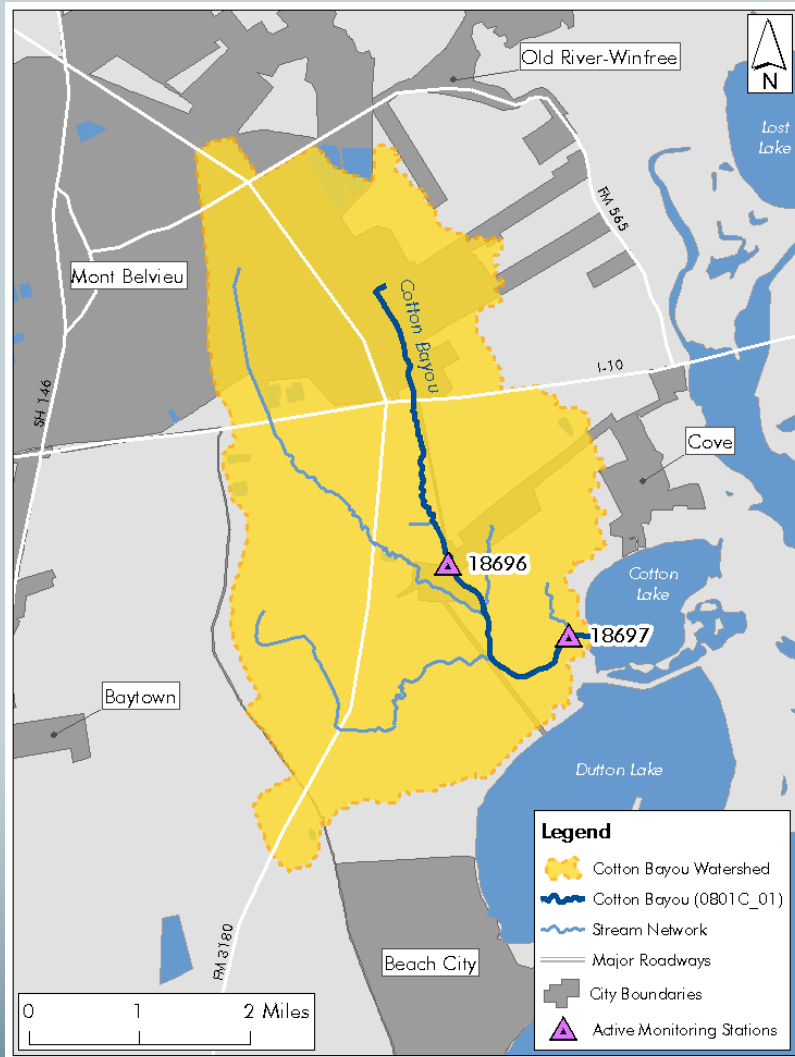 Old River-Winfree
N
Lost
Lake
FM 565
Mont Belvieu
Cotton Bayou
I-10
SH 146
Cove
18696
Cotton
Lake
18697
Baytown
Dutton Lake
FM 3180
Beach City
0 1 2 Miles
Legend
Cotton Bayou Watershed
Cotton Bayou (0801C_01)
Stream Network
Major Roadways
City Boundaries
Active Monitoring Stations